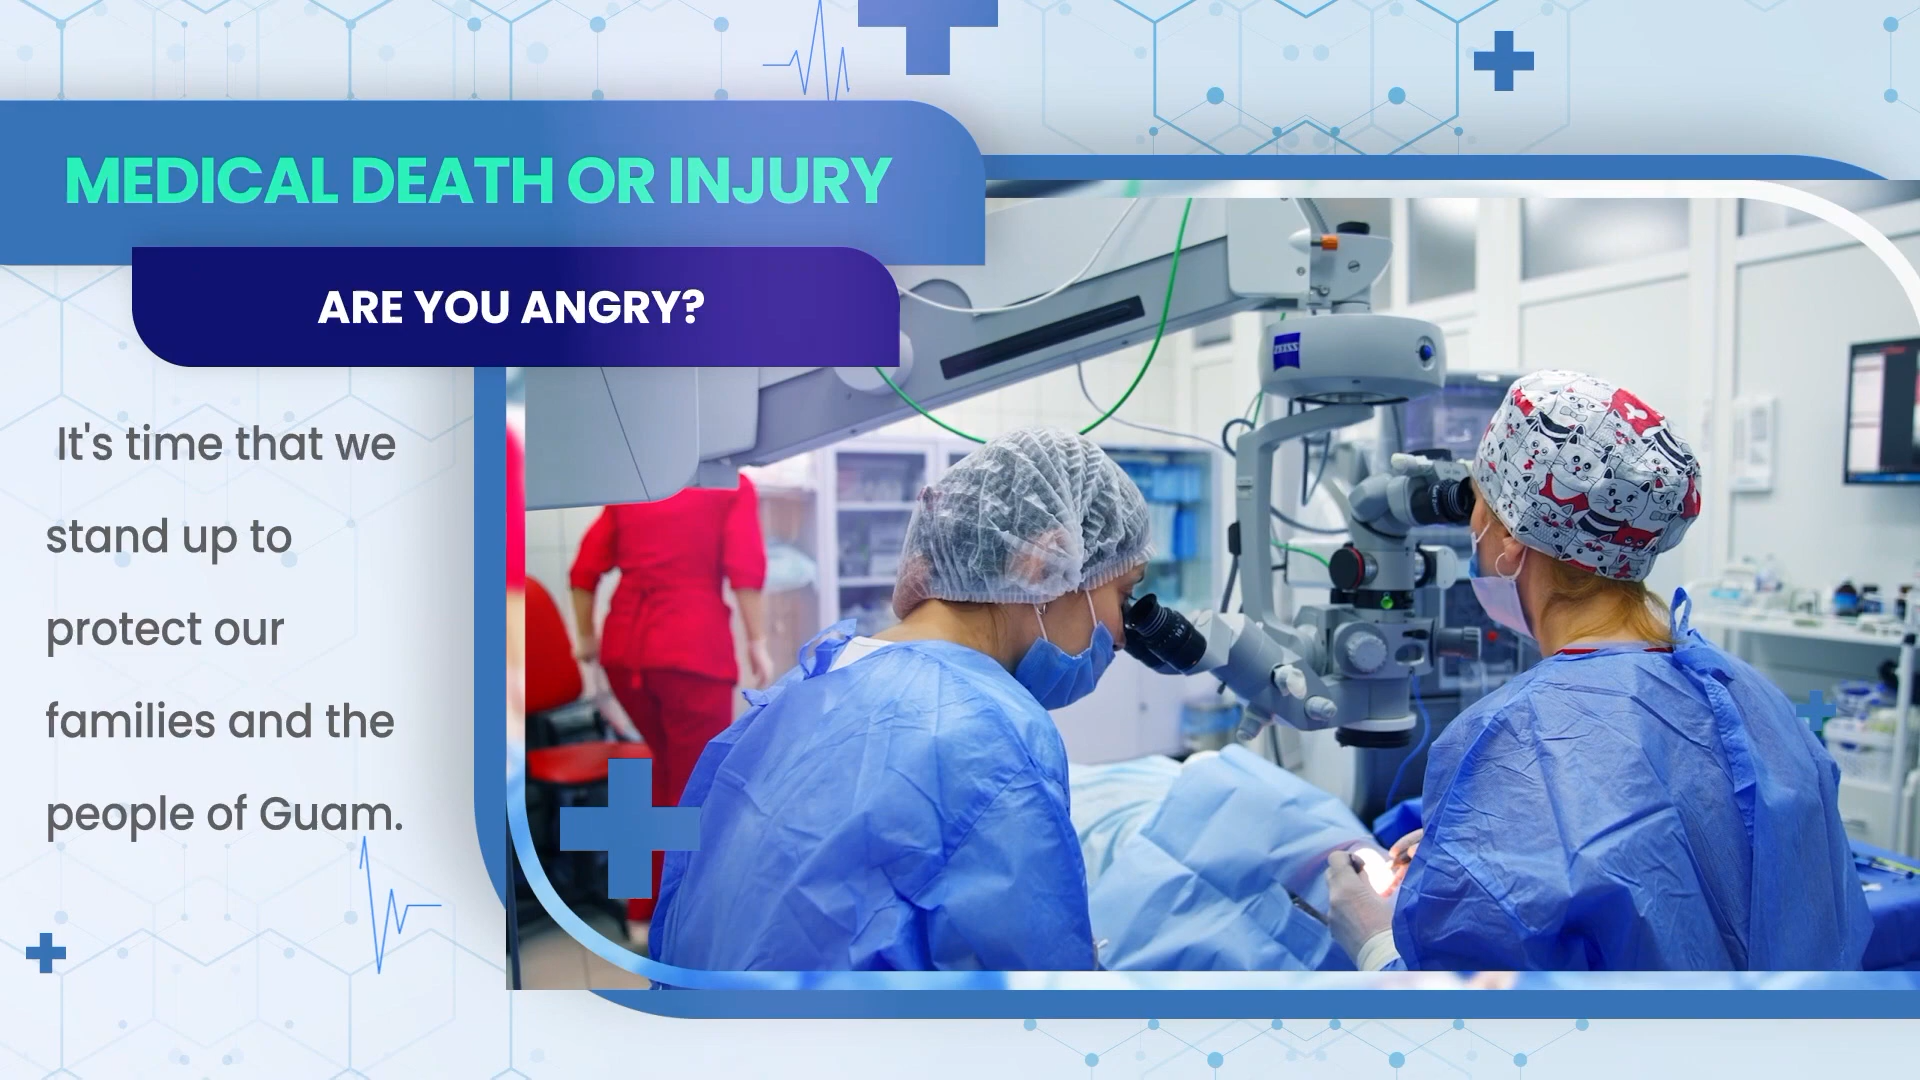 MEDICAL DEATH OR INJURY
ARE YOU ANGRY?
It's time that we
stand up to
protect our
families and the
people of Guam.
ZEISS